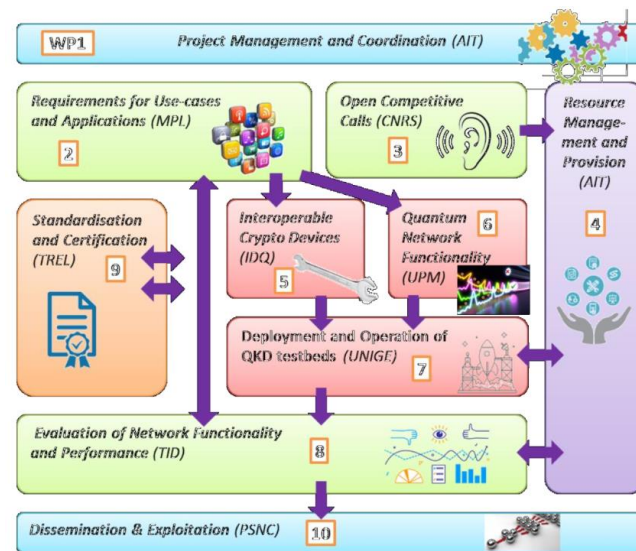 WP1
Project Management and Coordination (AIT)
Requirements for Use-cases
and Applications (MPL)
2
Open Competitive
Calls (CNRS)
3
Resource
Manage-
ment and
Provision
(AIT)
4
Standardisation
and Certification
(TREL)
9
Interoperable
Crypto Devices
(IDQ)
5
6
Quantum
Network
Functionality
(UPM)
Deployment and Operation of
QKD testbeds (UNIGE)
7
Evaluation of Network Functionality
and Performance (TID)
8
Dissemination & Exploitation (PSNC)
10